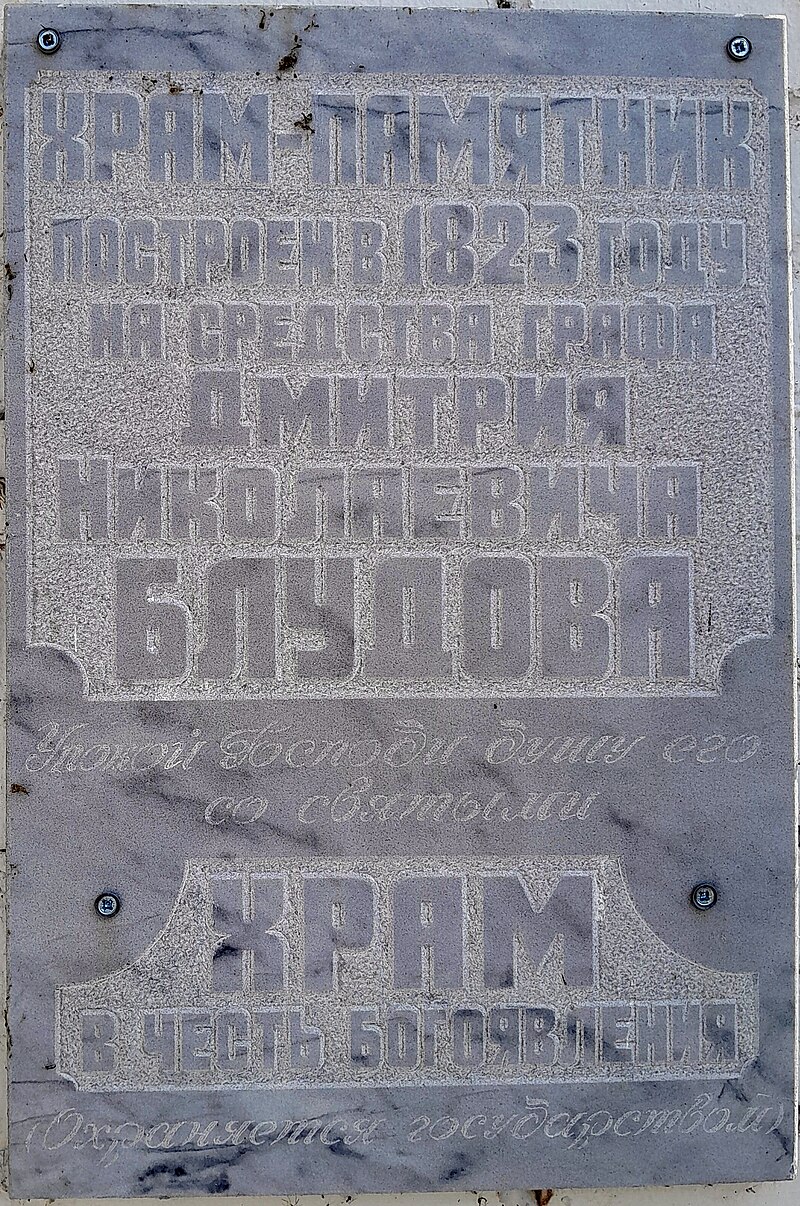 ХРАМ-ПАМЯТНИК
ПОСТРОЕН В 1823 ГОДУ
НА СРЕДСТВА ГРАФА
ДМИТРИЯ
НИКОЛАЕВИЧА
БЛУДОВА
Упокой Господи душу его
со святыми
ХРАМ
В ЧЕСТЬ БОГОЯВЛЕНИЯ
(Охраняется государством)